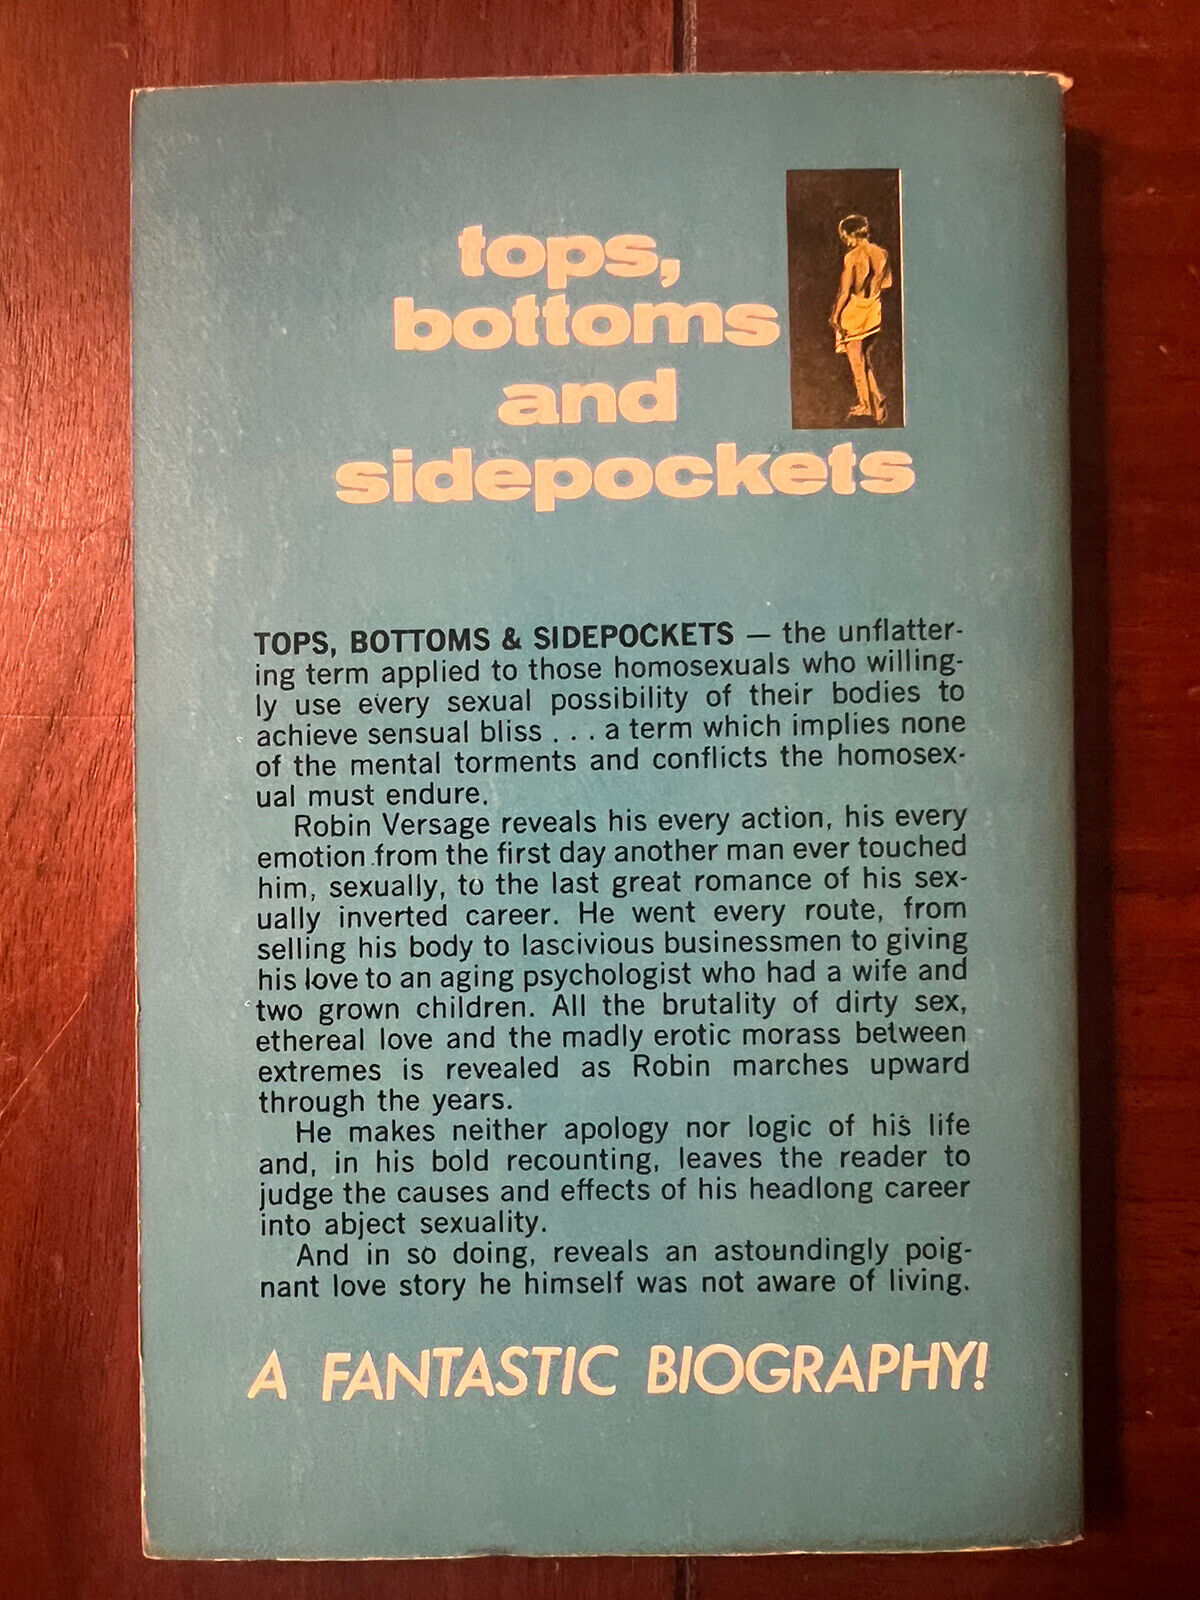 tops,
bottoms
and
sidepockets
TOPS, BOTTOMS & SIDEPOCKETS — the unflatter-
ing term applied to those homosexuals who willing-
ly use every sexual possibility of their bodies to
achieve sensual bliss . . . a term which implies none
of the mental torments and conflicts the homosex-
ual must endure.
Robin Versage reveals his every action, his every
emotion from the first day another man ever touched
him, sexually, to the last great romance of his sex-
ually inverted career. He went every route, from
selling his body to lascivious businessmen to giving
his love to an aging psychologist who had a wife and
two grown children. All the brutality of dirty sex,
ethereal love and the madly erotic morass between
extremes is revealed as Robin marches upward
through the years.
He makes neither apology nor logic of his life
and, in his bold recounting, leaves the reader to
judge the causes and effects of his headlong career
into abject sexuality.
And in so doing, reveals an astoundingly poig-
nant love story he himself was not aware of living.
A FANTASTIC BIOGRAPHY!